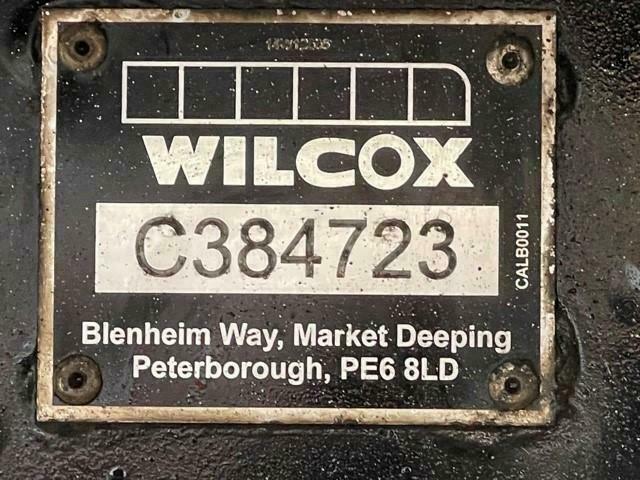 WILCOX
C384723
CALB0011
Blenheim Way, Market Deeping
Peterborough, PE6 8LD